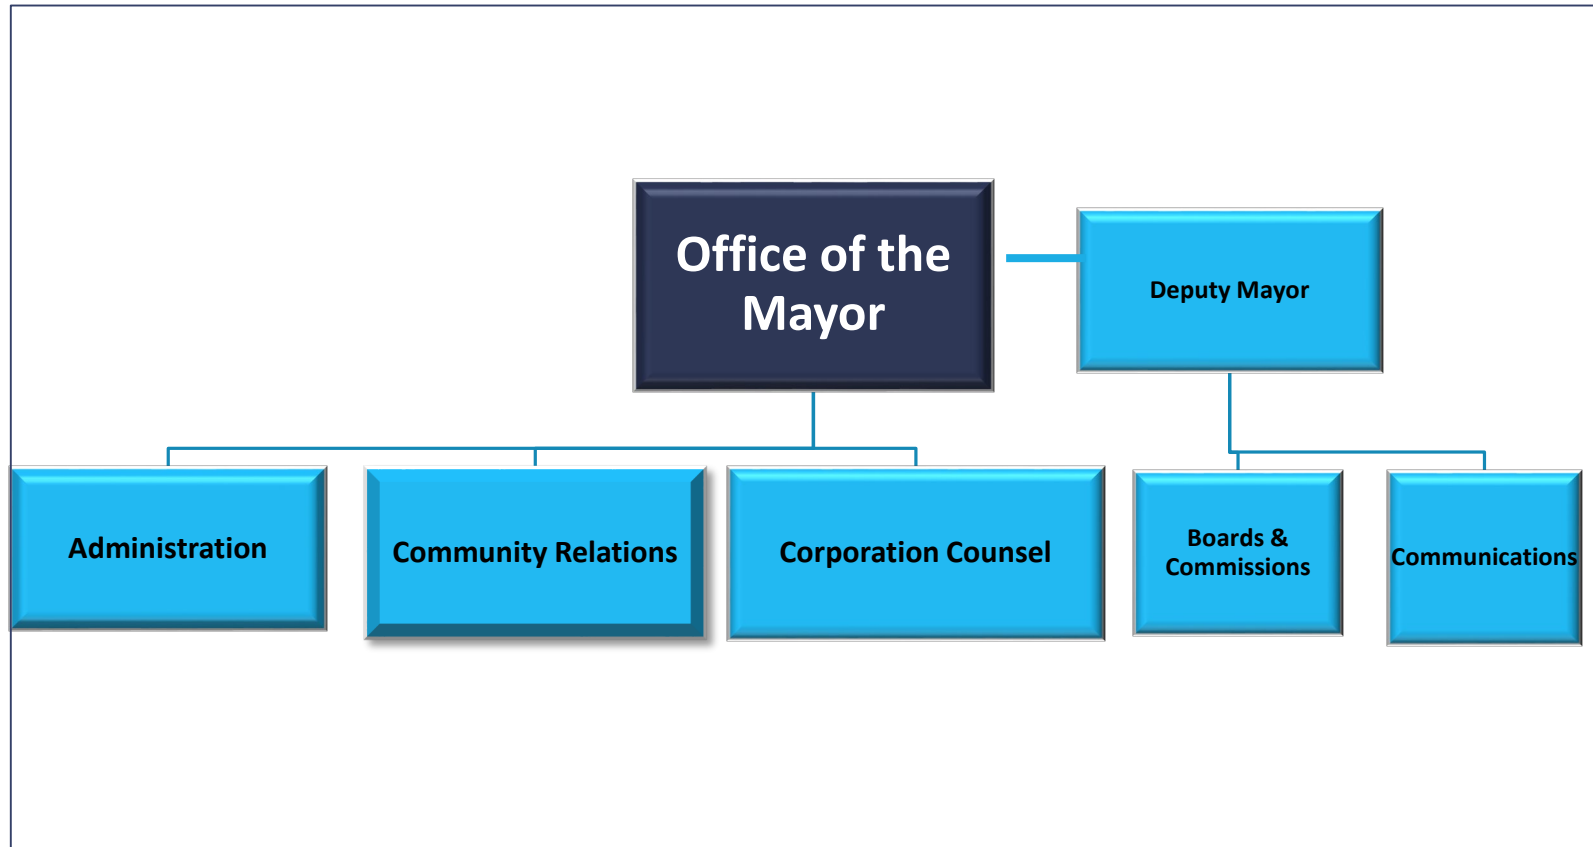 Office of the
Mayor
Deputy Mayor
Administration
Community Relations
Corporation Counsel
Boards &
Commissions
Communications